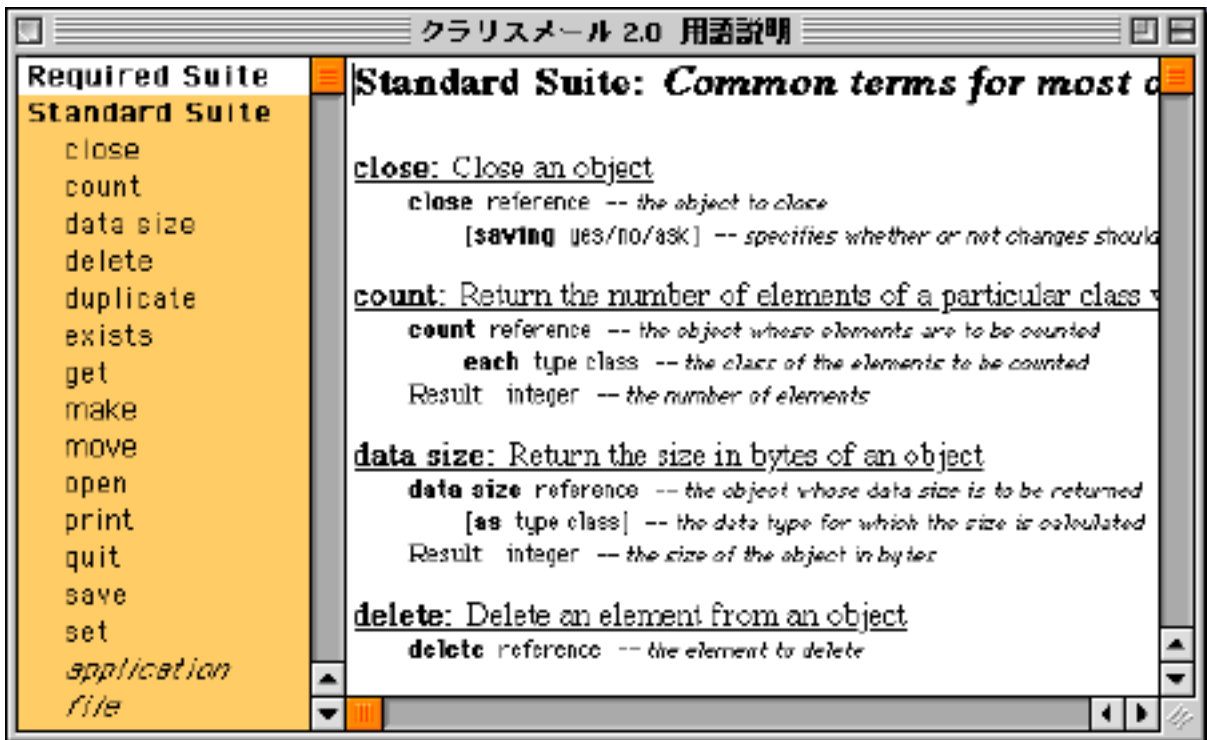 クラリスメール 2.0 用語説明
Required Suite
Standard Suite
close
count
data size
delete
duplicate
exists
get
make
move
open
print
quit
save
set
application
file
Standard Suite: Common terms for most
close: Close an object
close reference -- the object to close
[saving yes/no/ask] -- specifies whether or not changes should
count: Return the number of elements of a particular class
count reference -- the object whose elements are to be counted
each type class -- the class of the elements to be counted
Result integer -- the number of elements
data size: Return the size in bytes of an object
data size reference -- the object whose data size is to be returned
[as type class] -- the data type for which the size is calculated
Result integer -- the size of the object in bytes
delete: Delete an element from an object
delete reference -- the element to delete